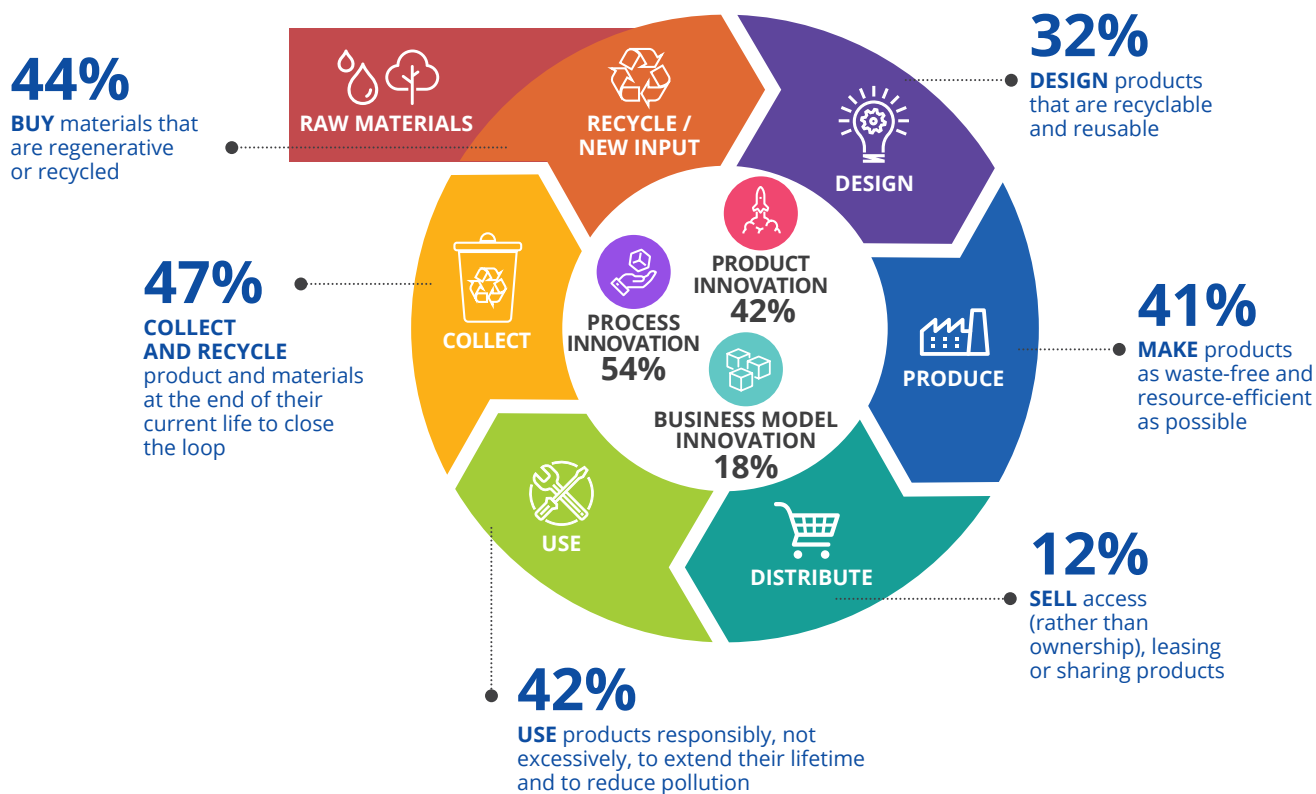 44%
BUY materials that
are regenerative
or recycled
RAW MATERIALS
RECYCLE /
NEW INPUT
32%
DESIGN products
that are recyclable
and reusable
DESIGN
47%
COLLECT
AND RECYCLE
product and materials
at the end of their
current life to close
the loop
COLLECT
PRODUCT
INNOVATION
42%
PROCESS
INNOVATION
54%
BUSINESS MODEL
INNOVATION
18%
PRODUCE
41%
MAKE products
as waste-free and
resource-efficient
as possible
USE
DISTRIBUTE
12%
SELL access
(rather than
ownership), leasing
or sharing products
42%
USE products responsibly, not
excessively, to extend their lifetime
and to reduce pollution